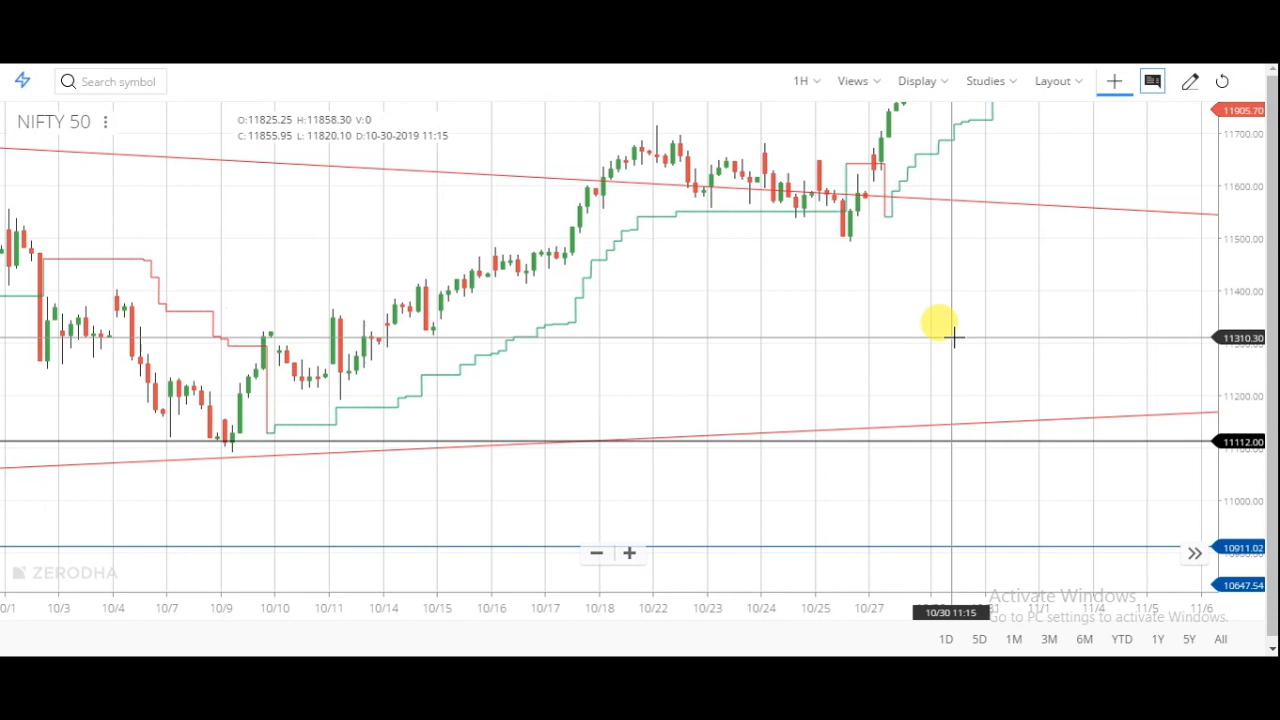 Search symbol
1H Views Display Studies Layout
NIFTY 50
O:11825.25 H:11858.30 V:0
C:11855.95 L: 11820.10 D:10-30-2019 11:15
11905.70
11700.00
11600.00
11500.00
11400.00
11310.30
11200.00
11112.00
11000.00
10911.02
10647.54
ZERODHA
0/1 10/3 10/4 10/7 10/9 10/10 10/11 10/14 10/15 10/16 10/17 10/18 10/22 10/23 10/24 10/25 10/27 10/30 11:15 11/1 11/4 11/5 11/6
Activate Windows
Go to PC settings to activate Windows.
1D 5D 1M 3M 6M YTD 1Y 5Y All